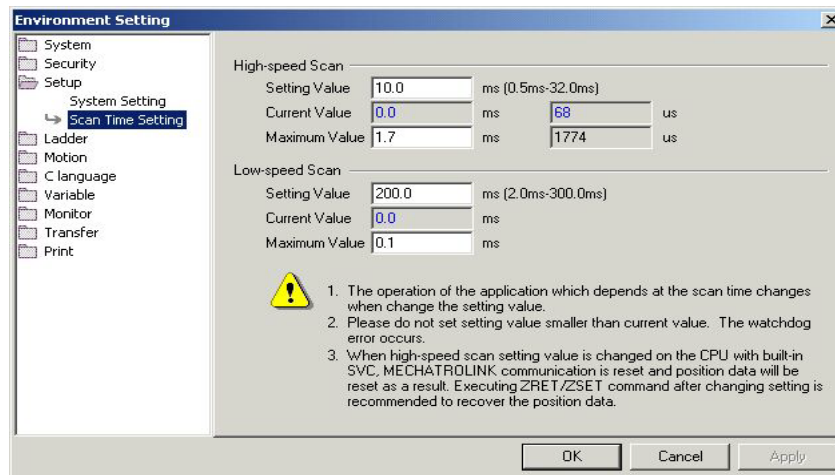 Environment Setting
System
Security
Setup
System Setting
Scan Time Setting
Ladder
Motion
C language
Variable
Monitor
Transfer
Print
High-speed Scan
Setting Value 10.0 ms (0.5ms-32.0ms)
Current Value 0.0 ms 68 us
Maximum Value 1.7 ms 1774 us
Low-speed Scan
Setting Value 200.0 ms (2.0ms-300.0ms)
Current Value 0.0 ms
Maximum Value 0.1 ms
1. The operation of the application which depends at the scan time changes
when change the setting value.
2. Please do not set setting value smaller than current value. The watchdog
error occurs.
3. When high-speed scan setting value is changed on the CPU with built-in
SVC, MECHATROLINK communication is reset and position data will be
reset as a result. Executing ZRET/ZSET command after changing setting is
recommended to recover the position data.
OK Cancel Apply